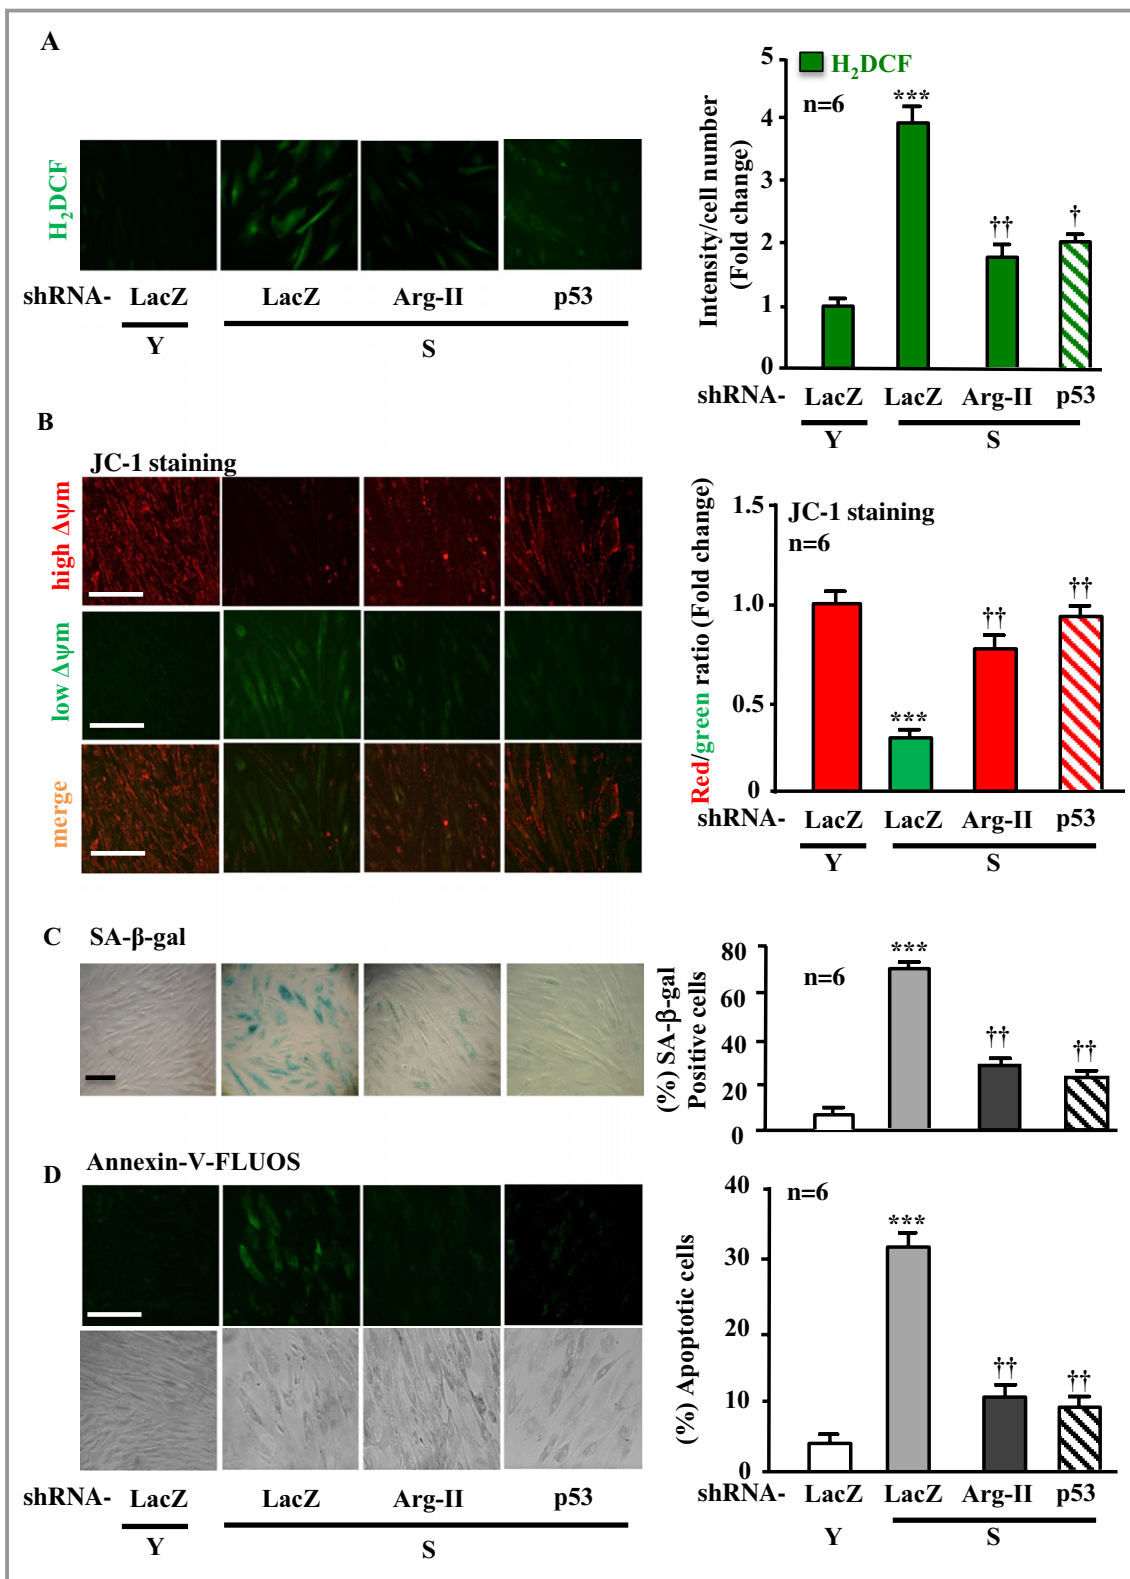 A
H₂DCF
shRNA- LacZ LacZ Arg-II p53
Y S
Intensity/cell number
(Fold change)
5
4
3
2
1
0
H₂DCF
n=6
***
††
†
shRNA- LacZ LacZ Arg-II p53
Y S
B
JC-1 staining
high Δψm
low Δψm
merge
Red/green ratio (Fold change)
1.5
1.0
0.5
0
JC-1 staining
n=6
***
††
††
shRNA- LacZ LacZ Arg-II p53
Y S
C
SA-β-gal
(%) SA-β-gal
Positive cells
80
60
40
20
0
n=6
***
††
††
D
Annexin-V-FLUOS
shRNA- LacZ LacZ Arg-II p53
Y S
(%) Apoptotic cells
40
30
20
10
0
n=6
***
††
††
shRNA- LacZ LacZ Arg-II p53
Y S